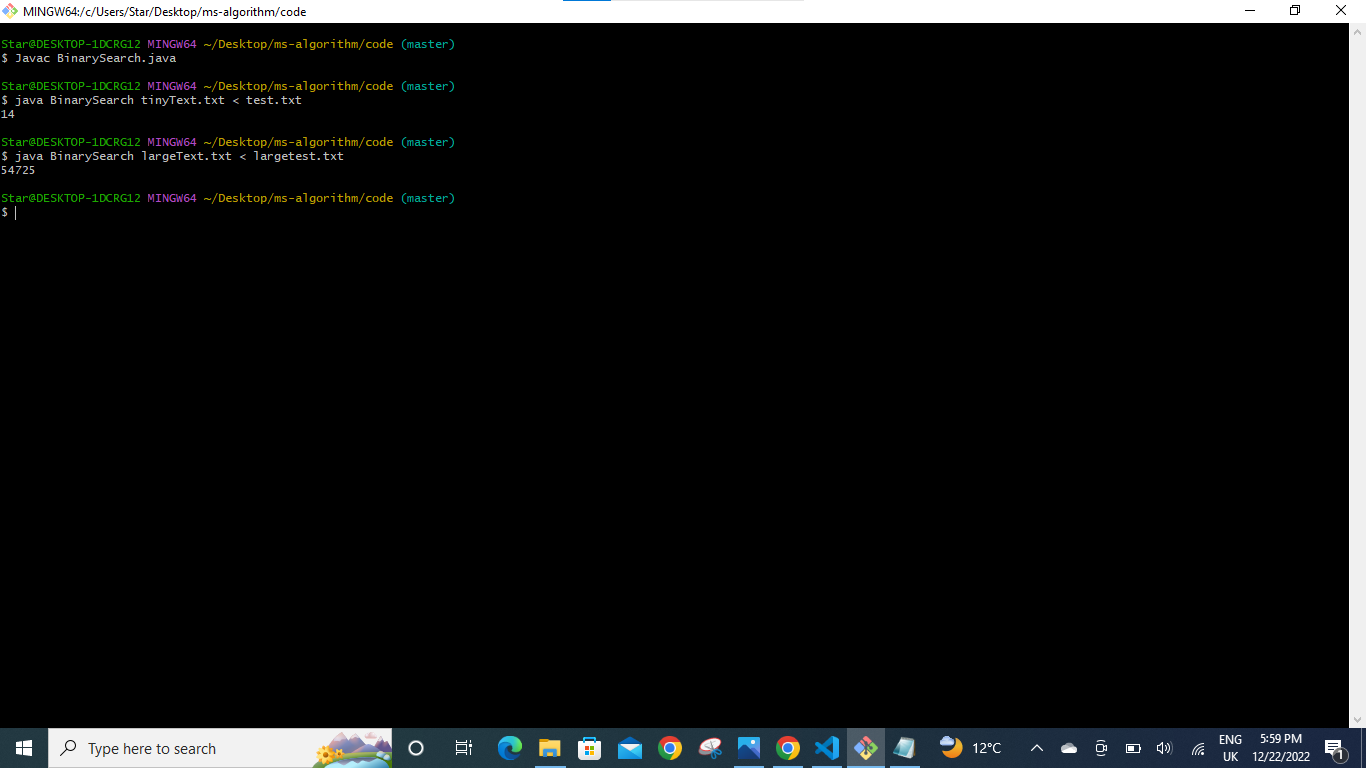 MINGW64:/c/Users/Star/Desktop/ms-algorithm/code
Star@DESKTOP-1DCRG12 MINGW64 ~/Desktop/ms-algorithm/code (master)
$ Javac BinarySearch.java
Star@DESKTOP-1DCRG12 MINGW64 ~/Desktop/ms-algorithm/code (master)
$ java BinarySearch tinyText.txt < test.txt
14
Star@DESKTOP-1DCRG12 MINGW64 ~/Desktop/ms-algorithm/code (master)
$ java BinarySearch largeText.txt < largetest.txt
54725
Star@DESKTOP-1DCRG12 MINGW64 ~/Desktop/ms-algorithm/code (master)
$
Type here to search
12°C
ENG
UK
5:59 PM
12/22/2022
1